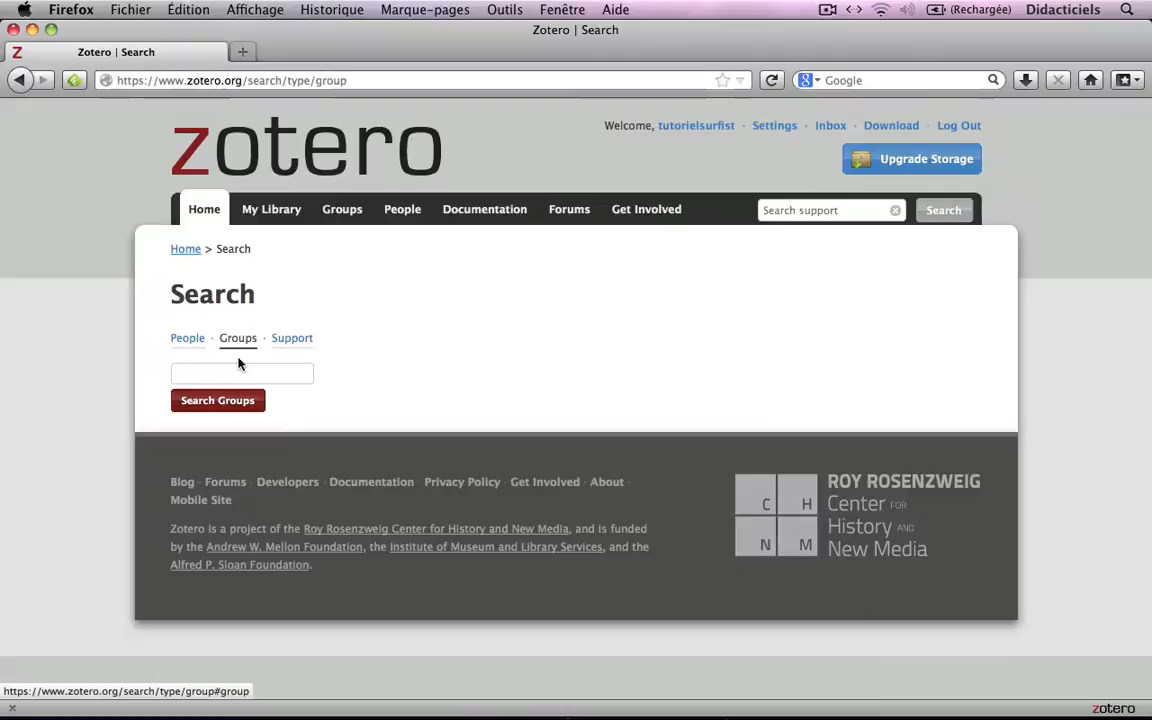 Firefox Fichier Édition Affichage Historique Marque-pages Outils Fenêtre Aide (Rechargée) Didacticiels
Zotero | Search
Z Zotero | Search
https://www.zotero.org/search/type/group Google
zotero
Welcome, tutorielsurfist · Settings · Inbox · Download · Log Out
Upgrade Storage
Home My Library Groups People Documentation Forums Get Involved Search support Search
Home > Search
Search
People · Groups · Support
Search Groups
Blog · Forums · Developers · Documentation · Privacy Policy · Get Involved · About ·
Mobile Site
Zotero is a project of the Roy Rosenzweig Center for History and New Media, and is funded
by the Andrew W. Mellon Foundation, the Institute of Museum and Library Services, and the
Alfred P. Sloan Foundation.
C H
N M
ROY ROSENZWEIG
Center FOR
History AND
New Media
https://www.zotero.org/search/type/group#group
zotero